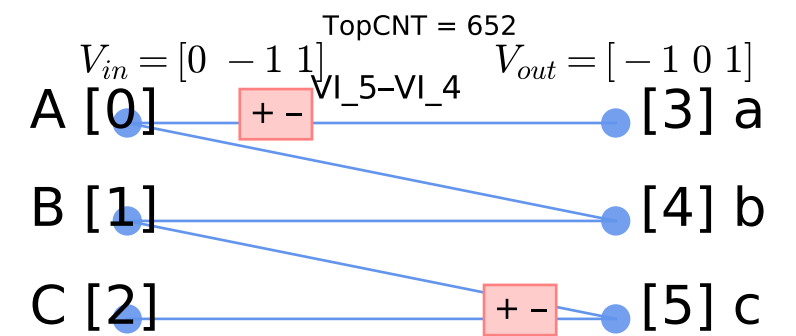 TopCNT = 652
V_in = [0 −1 1] V_out = [−1 0 1]
VI_5–VI_4
A [0] + – [3] a
B [1] [4] b
C [2] + – [5] c